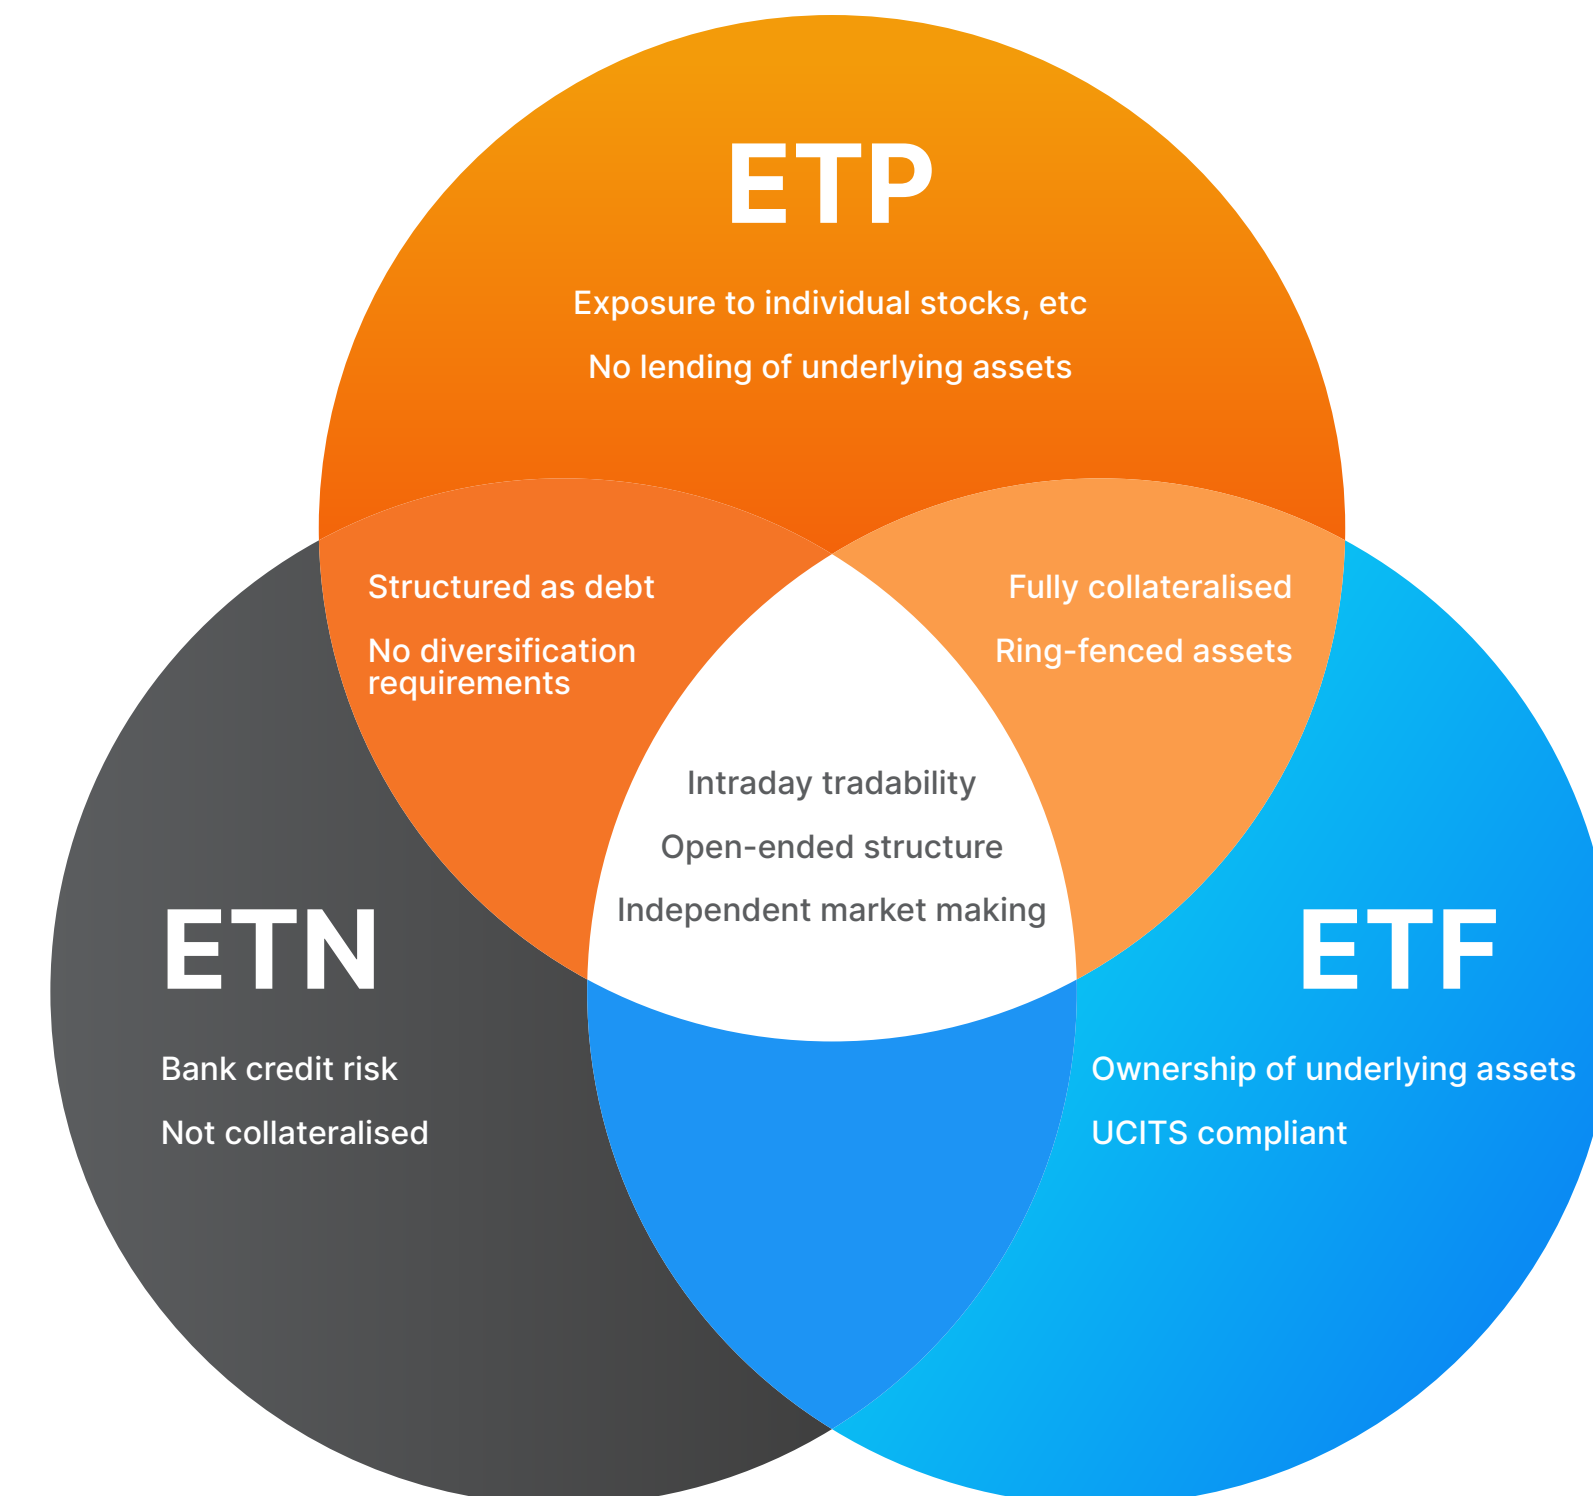 ETP
Exposure to individual stocks, etc
No lending of underlying assets
Structured as debt
No diversification
requirements
Fully collateralised
Ring-fenced assets
Intraday tradability
Open-ended structure
Independent market making
ETN
Bank credit risk
Not collateralised
ETF
Ownership of underlying assets
UCITS compliant